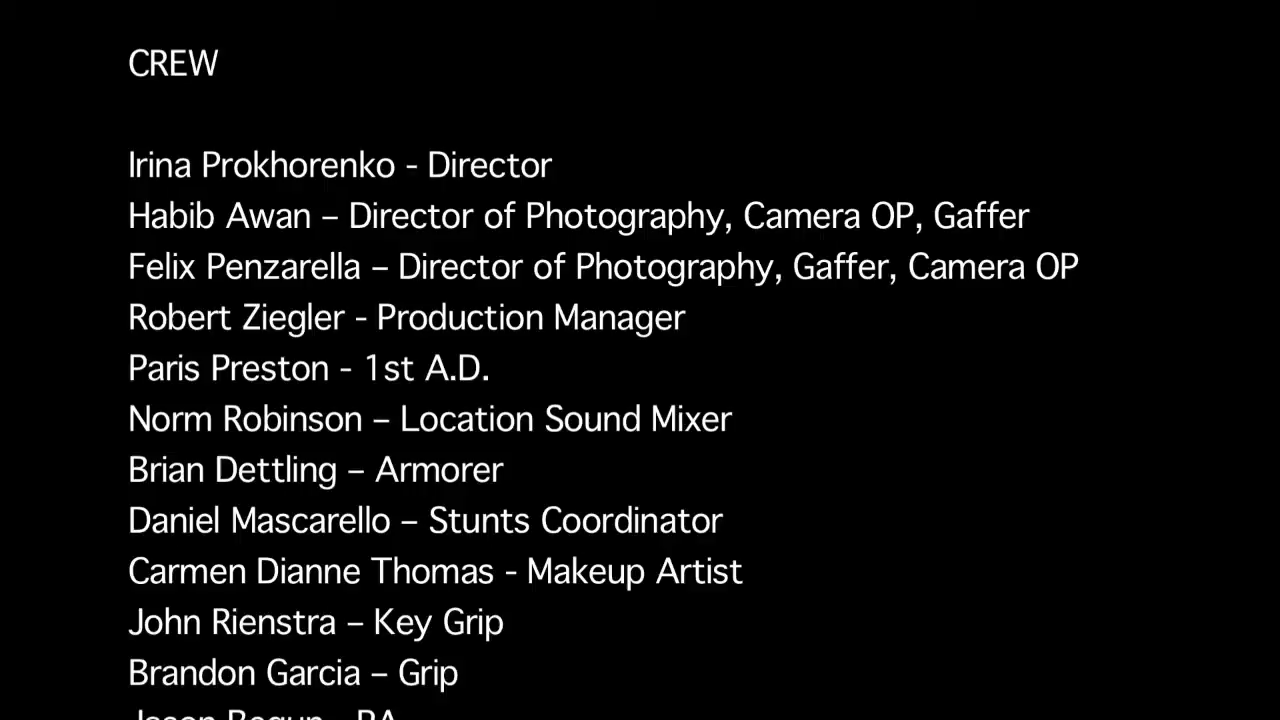 CREW
Irina Prokhorenko - Director
Habib Awan – Director of Photography, Camera OP, Gaffer
Felix Penzarella – Director of Photography, Gaffer, Camera OP
Robert Ziegler - Production Manager
Paris Preston - 1st A.D.
Norm Robinson – Location Sound Mixer
Brian Dettling – Armorer
Daniel Mascarello – Stunts Coordinator
Carmen Dianne Thomas - Makeup Artist
John Rienstra – Key Grip
Brandon Garcia – Grip
Jason